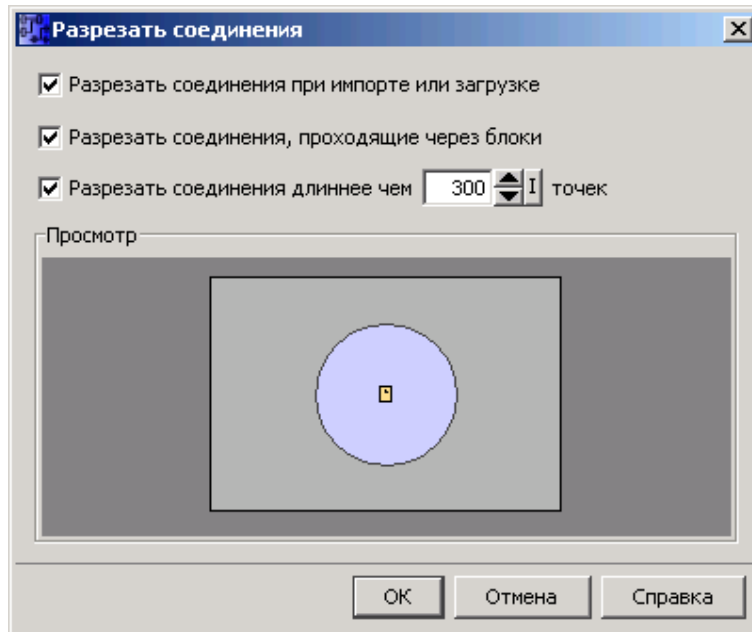 Разрезать соединения
Разрезать соединения при импорте или загрузке
Разрезать соединения, проходящие через блоки
Разрезать соединения длиннее чем 300 I точек
Просмотр
ОК Отмена Справка